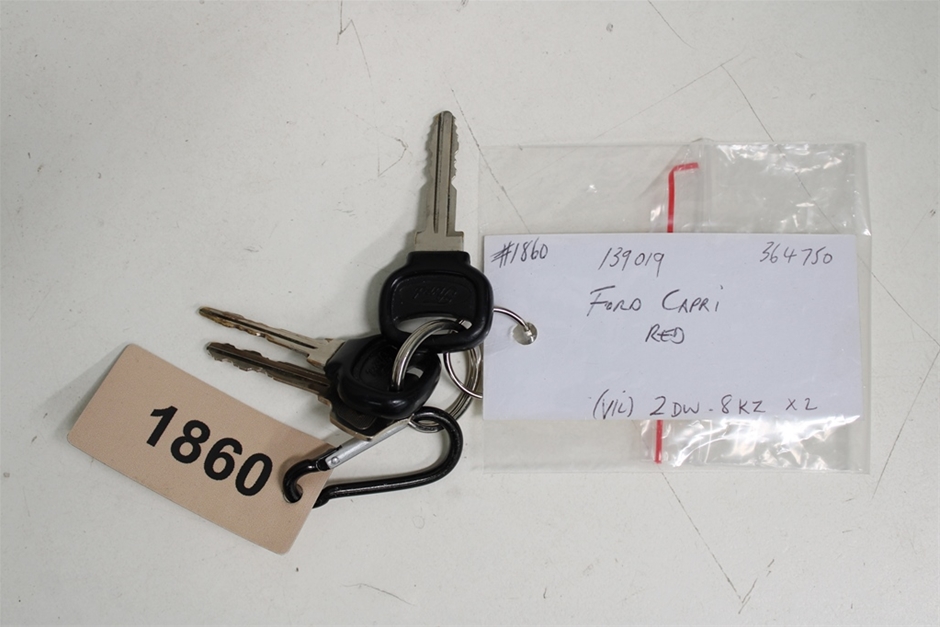 #1860 139019 364750
FORD CAPRI
RED
(VIC) 2DW-8KZ X2
1860